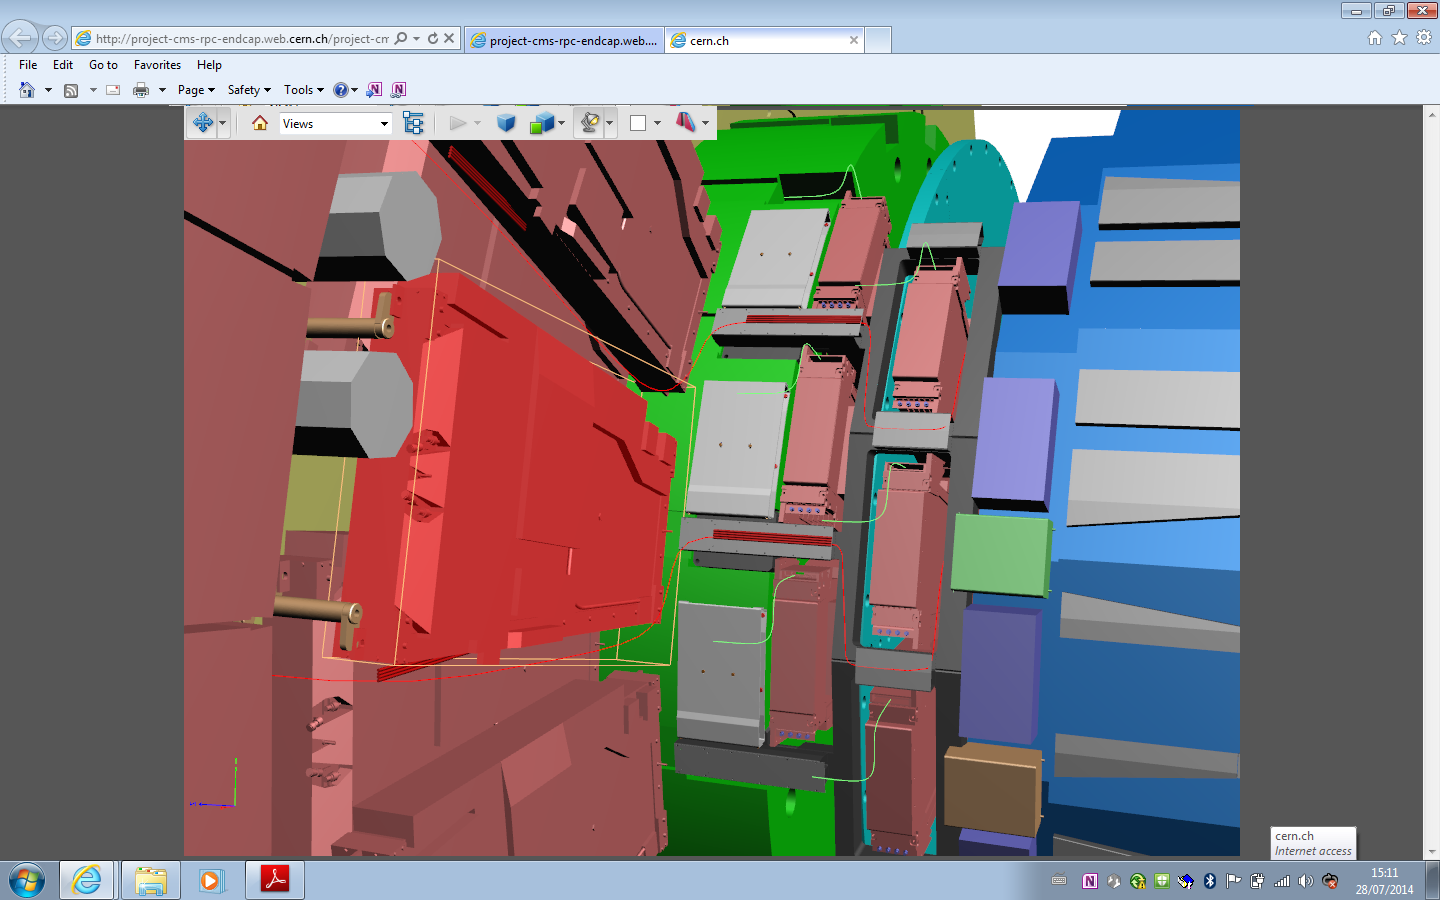 http://project-cms-rpc-endcap.web.cern.ch/project-cm
project-cms-rpc-endcap.web....
cern.ch
File Edit Go to Favorites Help
Page Safety Tools
Views
cern.ch
Internet access
15:11
28/07/2014